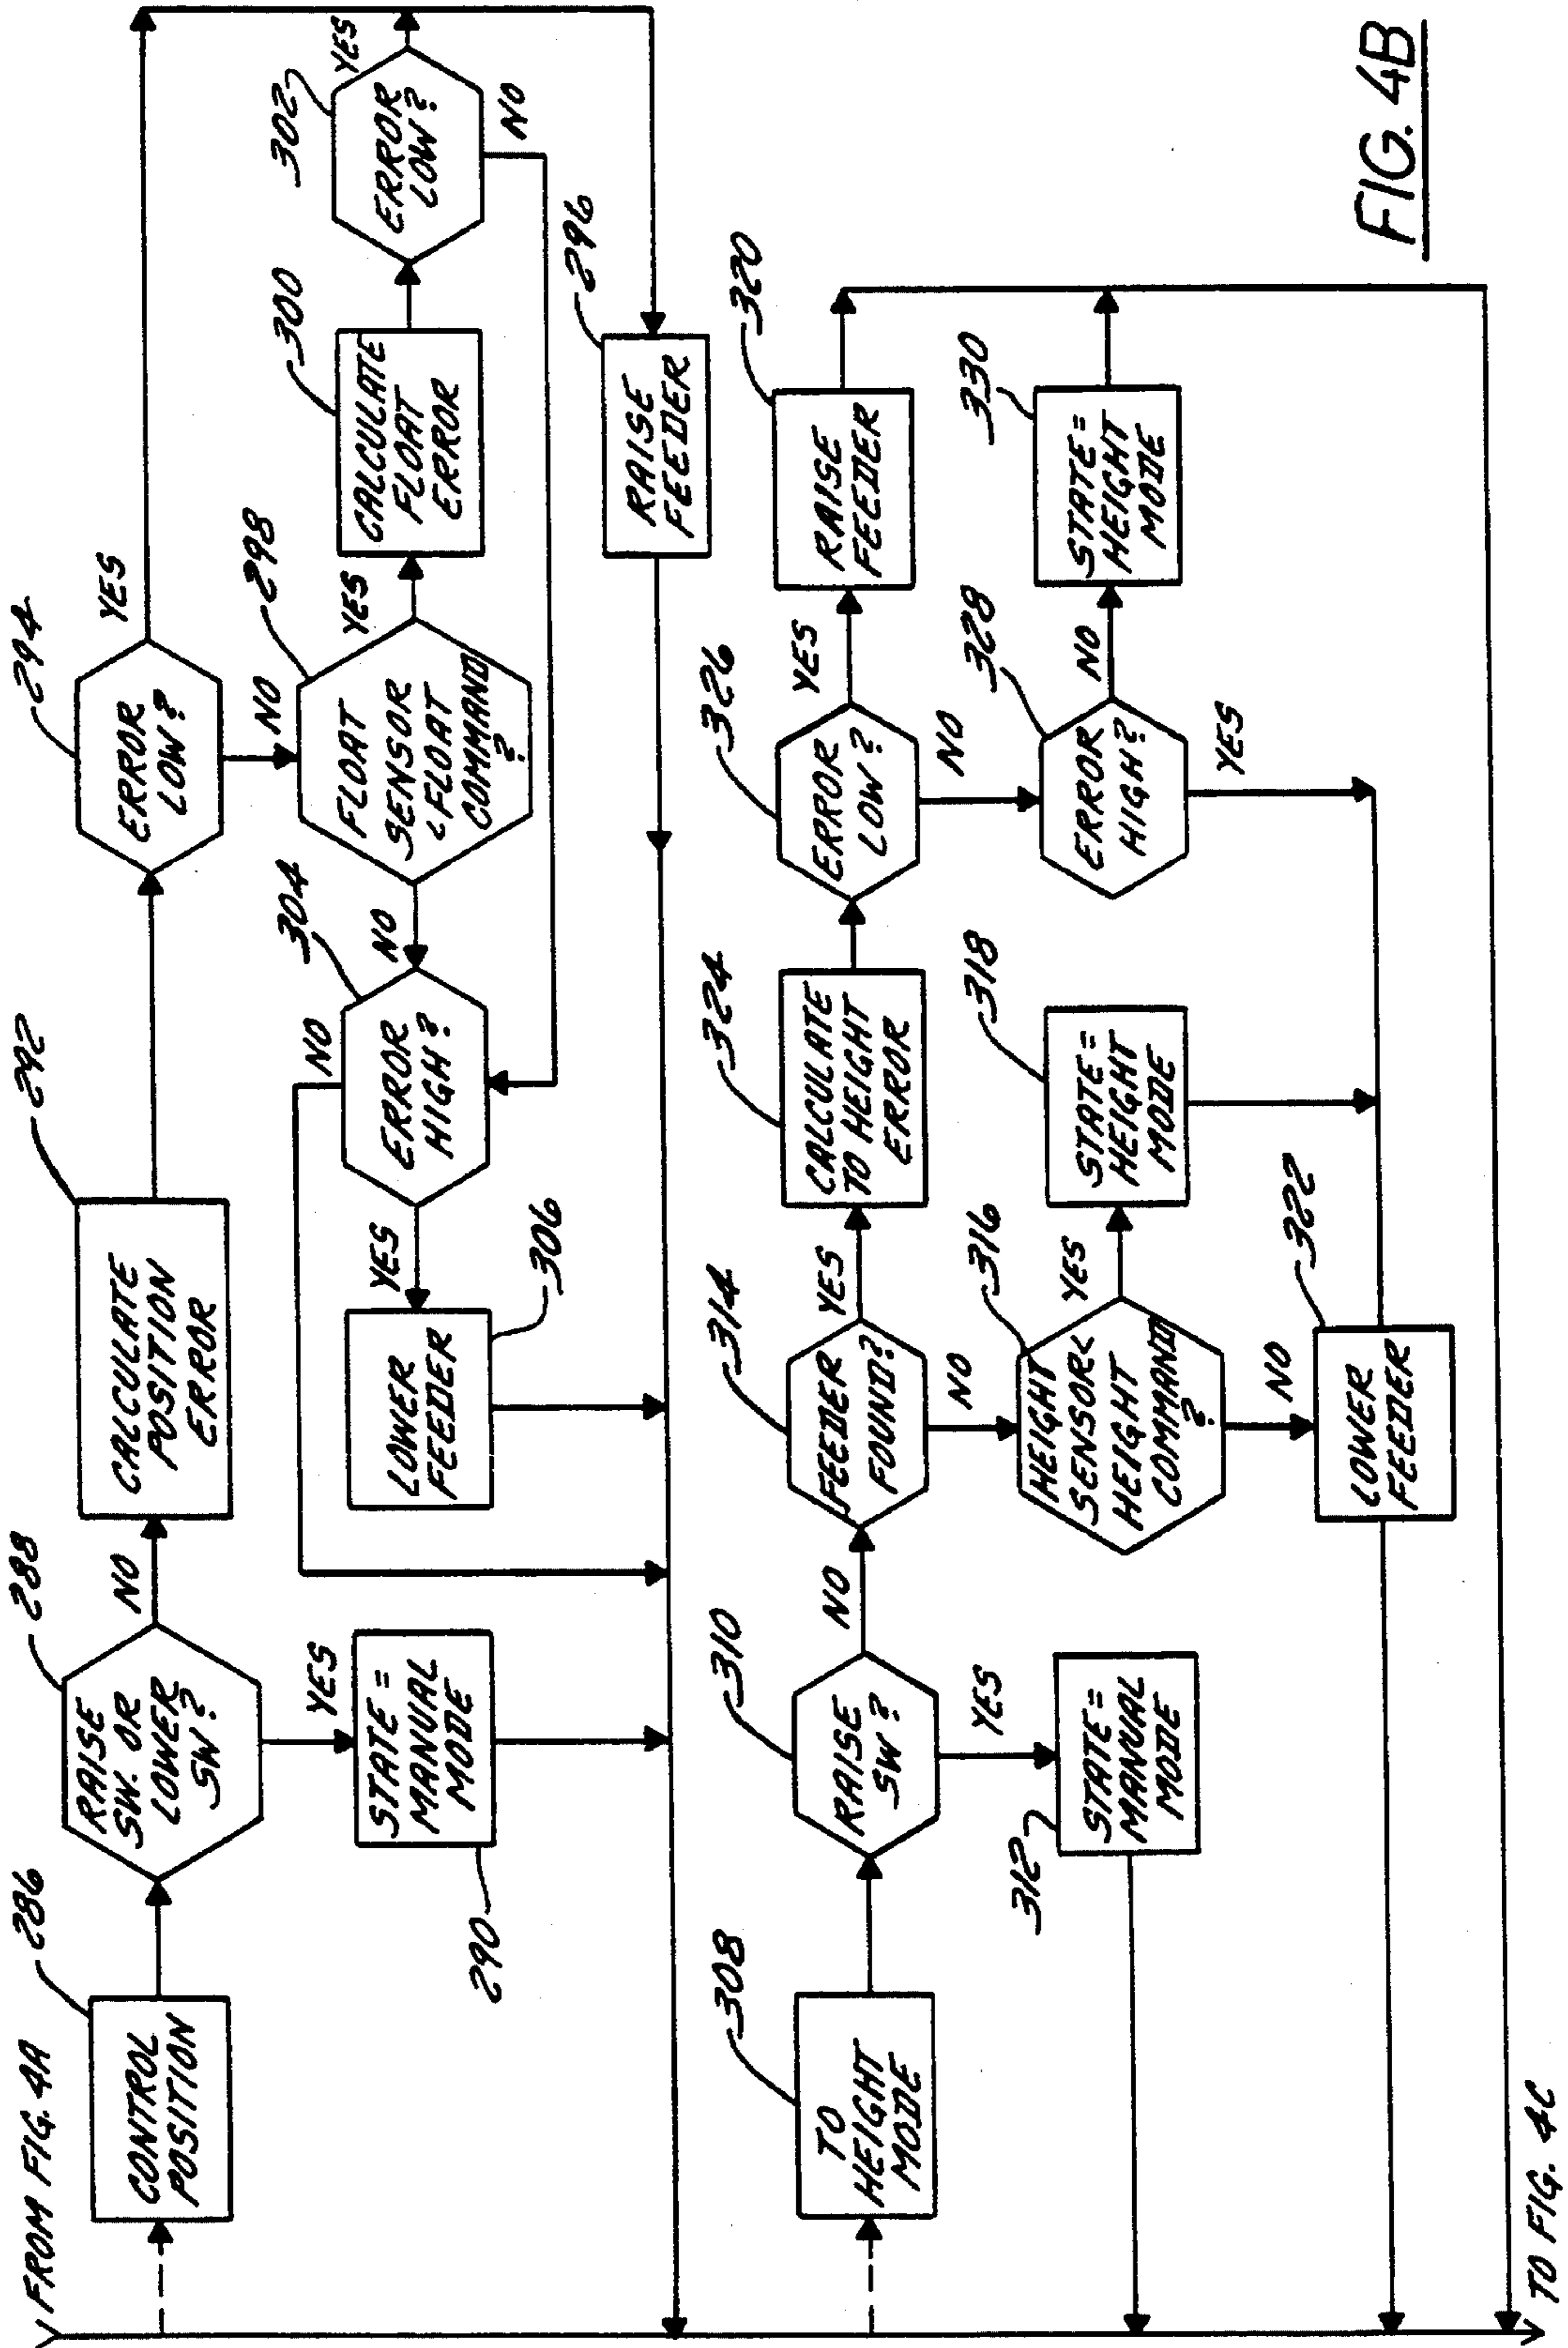 FROM FIG. 4A
286
CONTROL
POSITION
288
RAISE
SW. OR
LOWER
SW?
NO
YES
290
STATE =
MANUAL
MODE
292
CALCULATE
POSITION
ERROR
294
ERROR
LOW?
YES
NO
298
FLOAT
SENSOR
<FLOAT
COMMAND
?
YES
NO
300
CALCULATE
FLOAT
ERROR
302
ERROR
LOW?
YES
NO
304
ERROR
HIGH?
NO
YES
306
LOWER
FEEDER
296
RAISE
FEEDER
308
TO
HEIGHT
MODE
310
RAISE
SW?
NO
YES
312
STATE =
MANUAL
MODE
314
FEEDER
FOUND?
YES
NO
316
HEIGHT
SENSOR<
HEIGHT
COMMAND
?
YES
NO
318
STATE =
HEIGHT
MODE
322
LOWER
FEEDER
324
CALCULATE
TO HEIGHT
ERROR
326
ERROR
LOW?
YES
NO
320
RAISE
FEEDER
328
ERROR
HIGH?
NO
YES
330
STATE =
HEIGHT
MODE
TO FIG. 4C
FIG. 4B